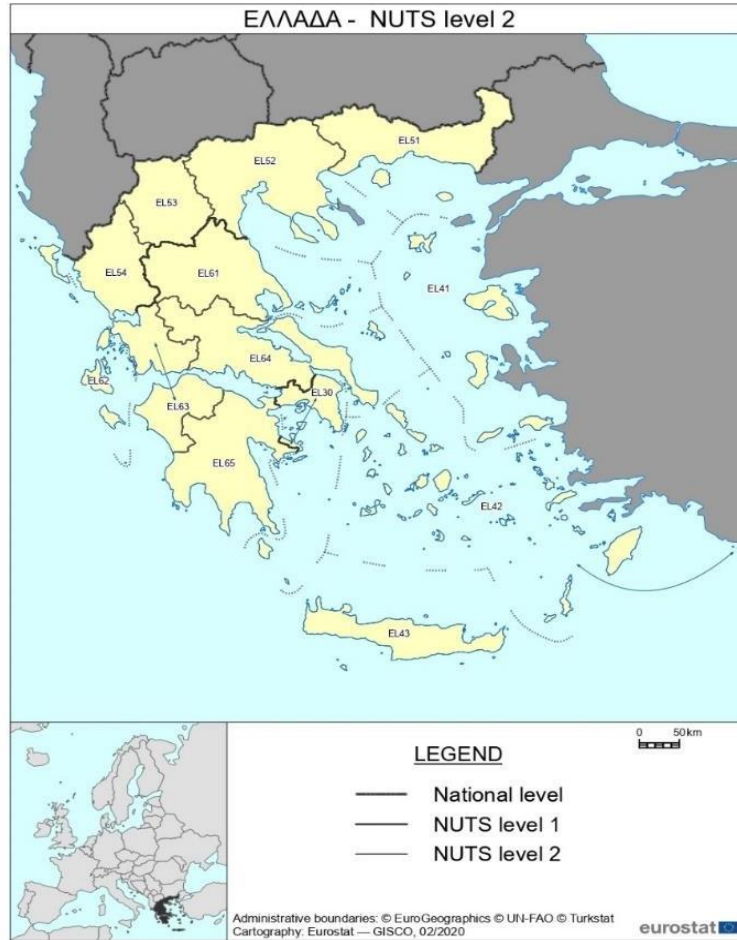 ΕΛΛΑΔΑ - NUTS level 2
EL51
EL52
EL53
EL54
EL61
EL41
EL64
EL62
EL30
EL63
EL65
EL42
EL43
0 50 km
LEGEND
National level
NUTS level 1
NUTS level 2
Administrative boundaries: © EuroGeographics © UN-FAO © Turkstat
Cartography: Eurostat — GISCO, 02/2020
eurostat